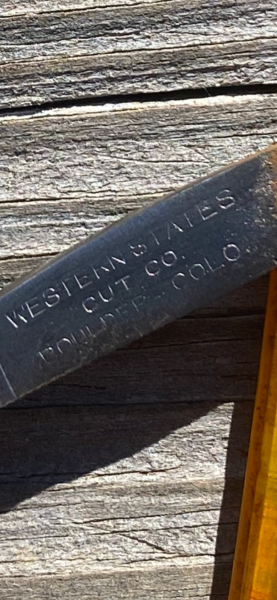 WESTERN STATES
CUT. CO.
BOULDER, COLO.